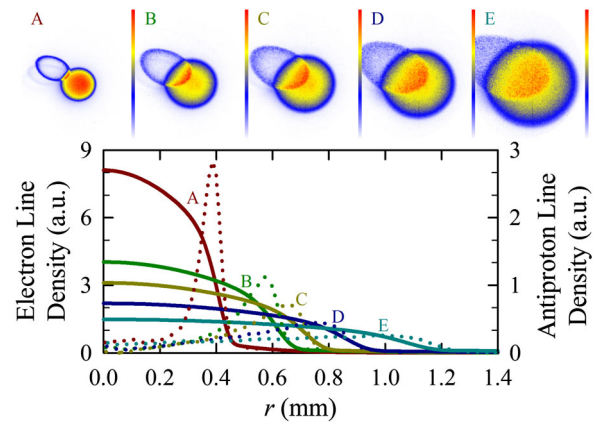 A B C D E
9 3
Electron Line Density (a.u.)
Antiproton Line Density (a.u.)
6 2
A
3 1
B
C
D
E
0 0
0.0 0.2 0.4 0.6 0.8 1.0 1.2 1.4
r (mm)